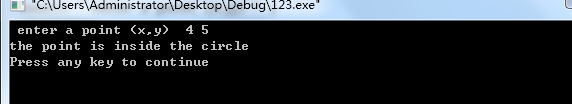 "C:\Users\Administrator\Desktop\Debug\123.exe"
enter a point (x,y)  4 5
the point is inside the circle
Press any key to continue